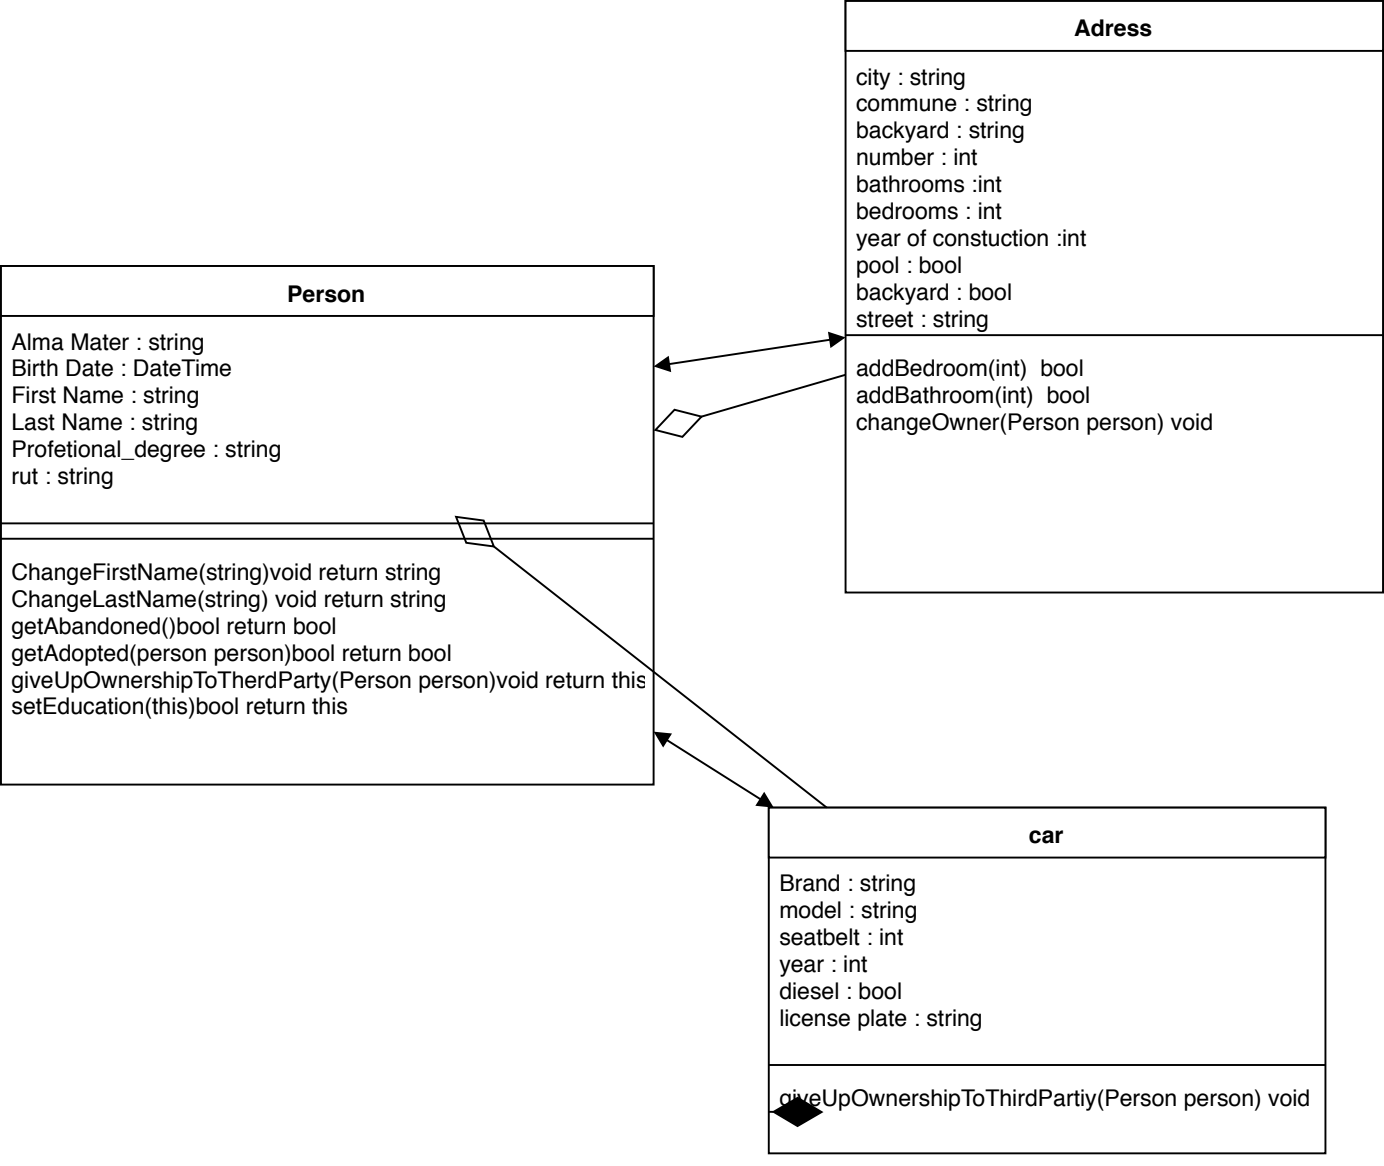 Adress
city : string
commune : string
backyard : string
number : int
bathrooms :int
bedrooms : int
year of constuction :int
pool : bool
backyard : bool
street : string
addBedroom(int)  bool
addBathroom(int)  bool
changeOwner(Person person) void
Person
Alma Mater : string
Birth Date : DateTime
First Name : string
Last Name : string
Profetional_degree : string
rut : string
ChangeFirstName(string)void return string
ChangeLastName(string) void return string
getAbandoned()bool return bool
getAdopted(person person)bool return bool
giveUpOwnershipToTherdParty(Person person)void return this
setEducation(this)bool return this
car
Brand : string
model : string
seatbelt : int
year : int
diesel : bool
license plate : string
giveUpOwnershipToThirdPartiy(Person person) void